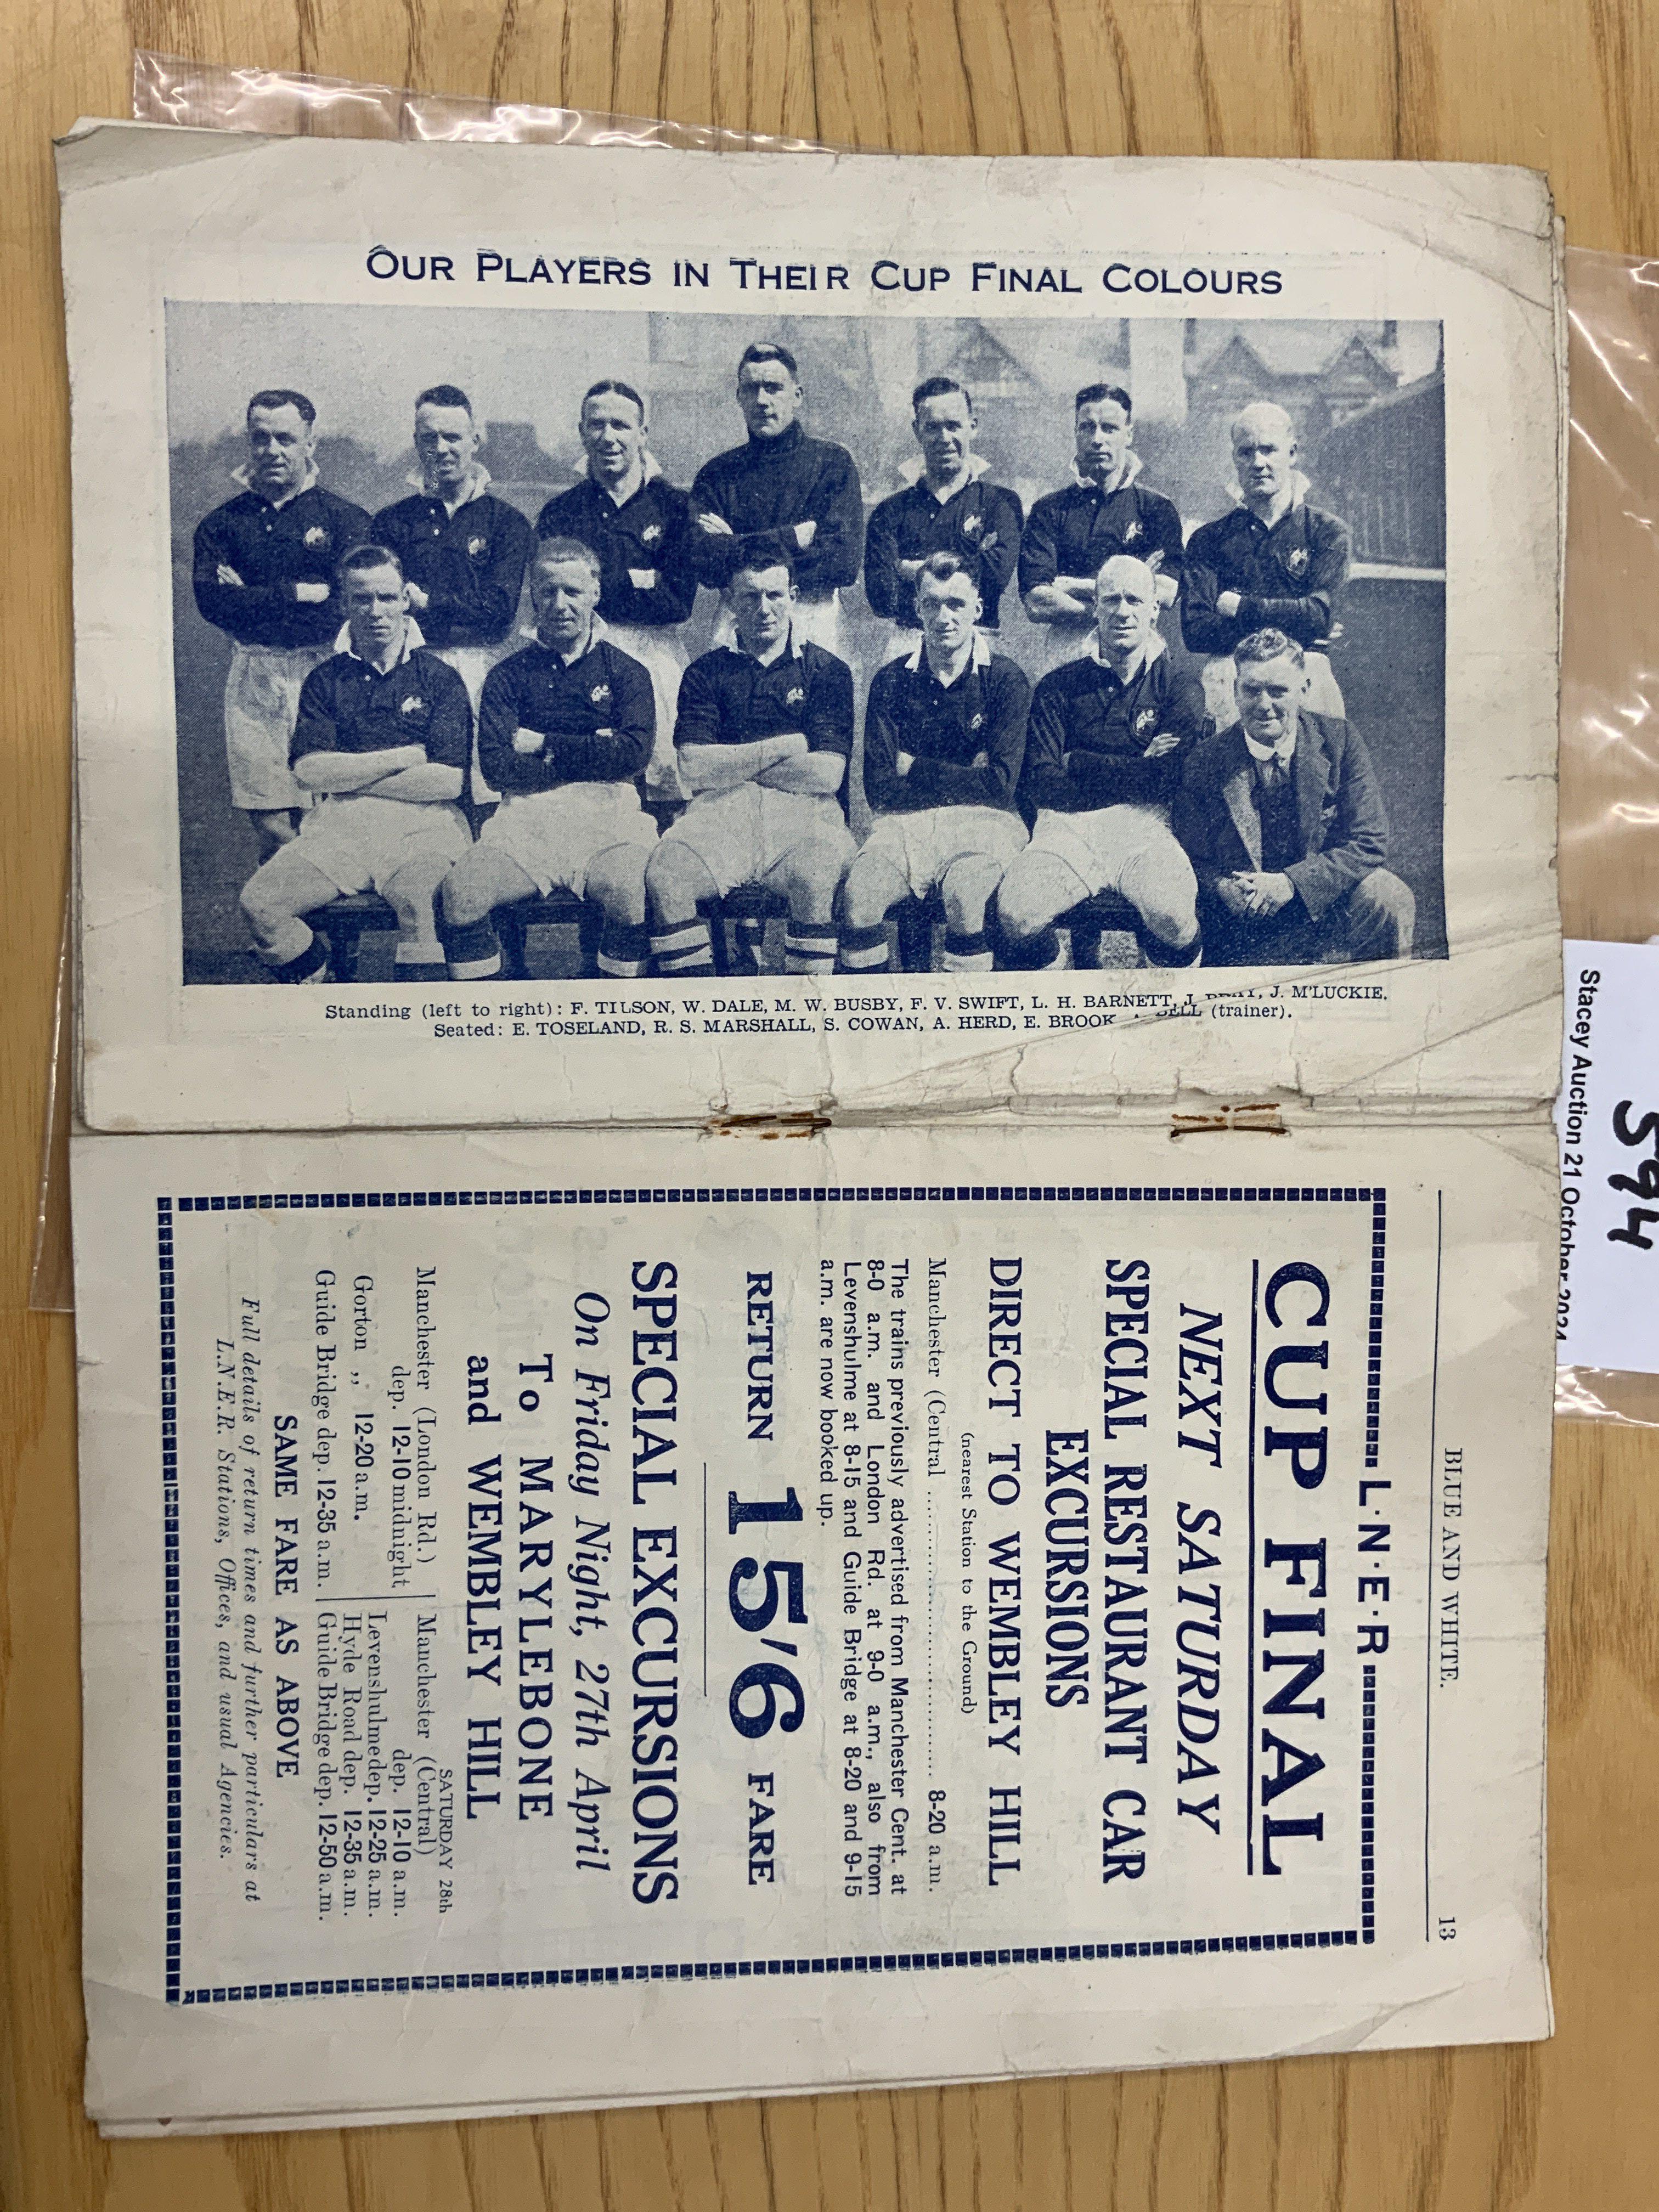 OUR PLAYERS IN THEIR CUP FINAL COLOURS
Standing (left to right): F. TILSON, W. DALE, M. W. BUSBY, F. V. SWIFT, L. H. BARNETT, J. J. M'LUCKIE.
Seated: E. TOSELAND, R. S. MARSHALL, S. COWAN, A. HERD, E. BROOK BELL (trainer).
BLUE AND WHITE. 13
L·N·E·R
CUP FINAL
NEXT SATURDAY
SPECIAL RESTAURANT CAR
EXCURSIONS
DIRECT TO WEMBLEY HILL
(nearest Station to the Ground)
Manchester (Central ........................ 8-20 a.m.
The trains previously advertised from Manchester Cent. at
8-0 a.m. and London Rd. at 9-0 a.m., also from
Levenshulme at 8-15 and Guide Bridge at 8-20 and 9-15
a.m. are now booked up.
RETURN 15'6 FARE
SPECIAL EXCURSIONS
On Friday Night, 27th April
To MARYLEBONE
and WEMBLEY HILL
Manchester (London Rd.)
dep. 12-10 midnight
Gorton ,, 12-20 a.m.
Guide Bridge dep. 12-35 a.m.
SATURDAY 28th
Manchester (Central)
dep. 12-10 a.m.
Levenshulme dep. 12-25 a.m.
Hyde Road dep. 12-35 a.m.
Guide Bridge dep. 12-50 a.m.
SAME FARE AS ABOVE
Full details of return times and further particulars at
L.N.E.R. Stations, Offices, and usual Agencies.
594
Stacey Auction 21 October 2024